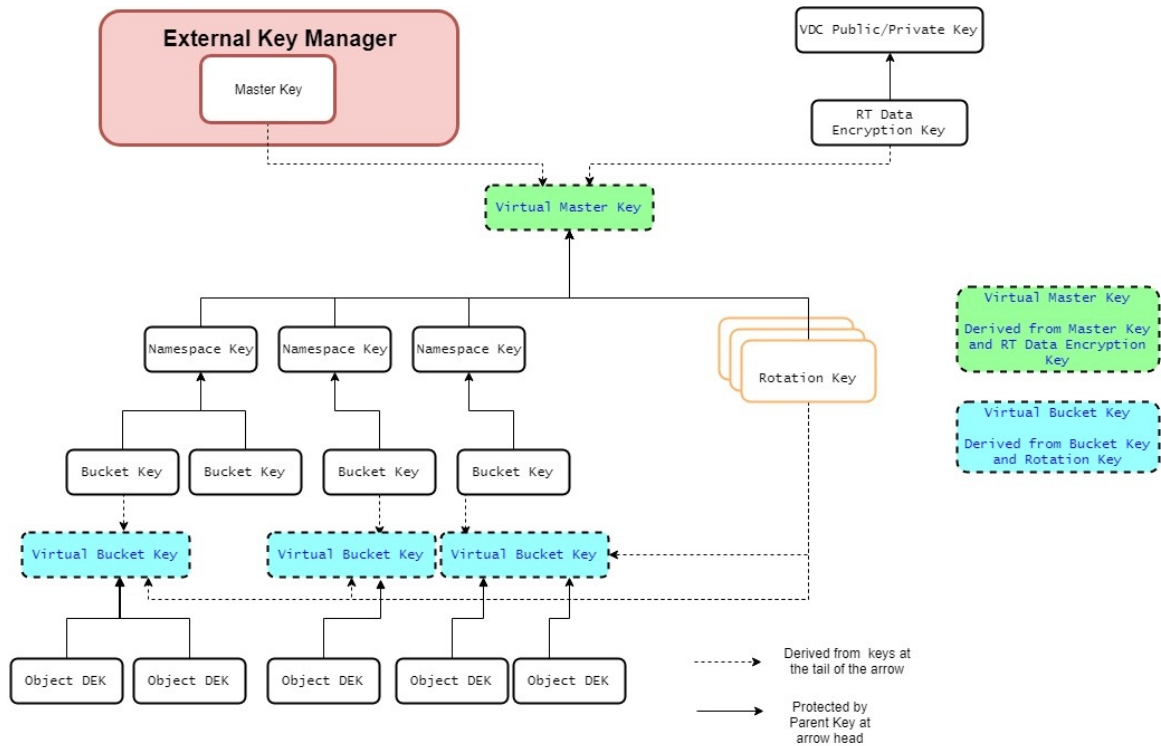 External Key Manager
Master Key
VDC Public/Private Key
RT Data
Encryption Key
Virtual Master Key
Namespace Key
Namespace Key
Namespace Key
Rotation Key
Virtual Master Key
Derived from Master Key
and RT Data Encryption
Key
Virtual Bucket Key
Derived from Bucket Key
and Rotation Key
Bucket Key
Bucket Key
Bucket Key
Bucket Key
Virtual Bucket Key
Virtual Bucket Key
Virtual Bucket Key
Object DEK
Object DEK
Object DEK
Object DEK
Object DEK
Derived from keys at
the tail of the arrow
Protected by
Parent Key at
arrow head